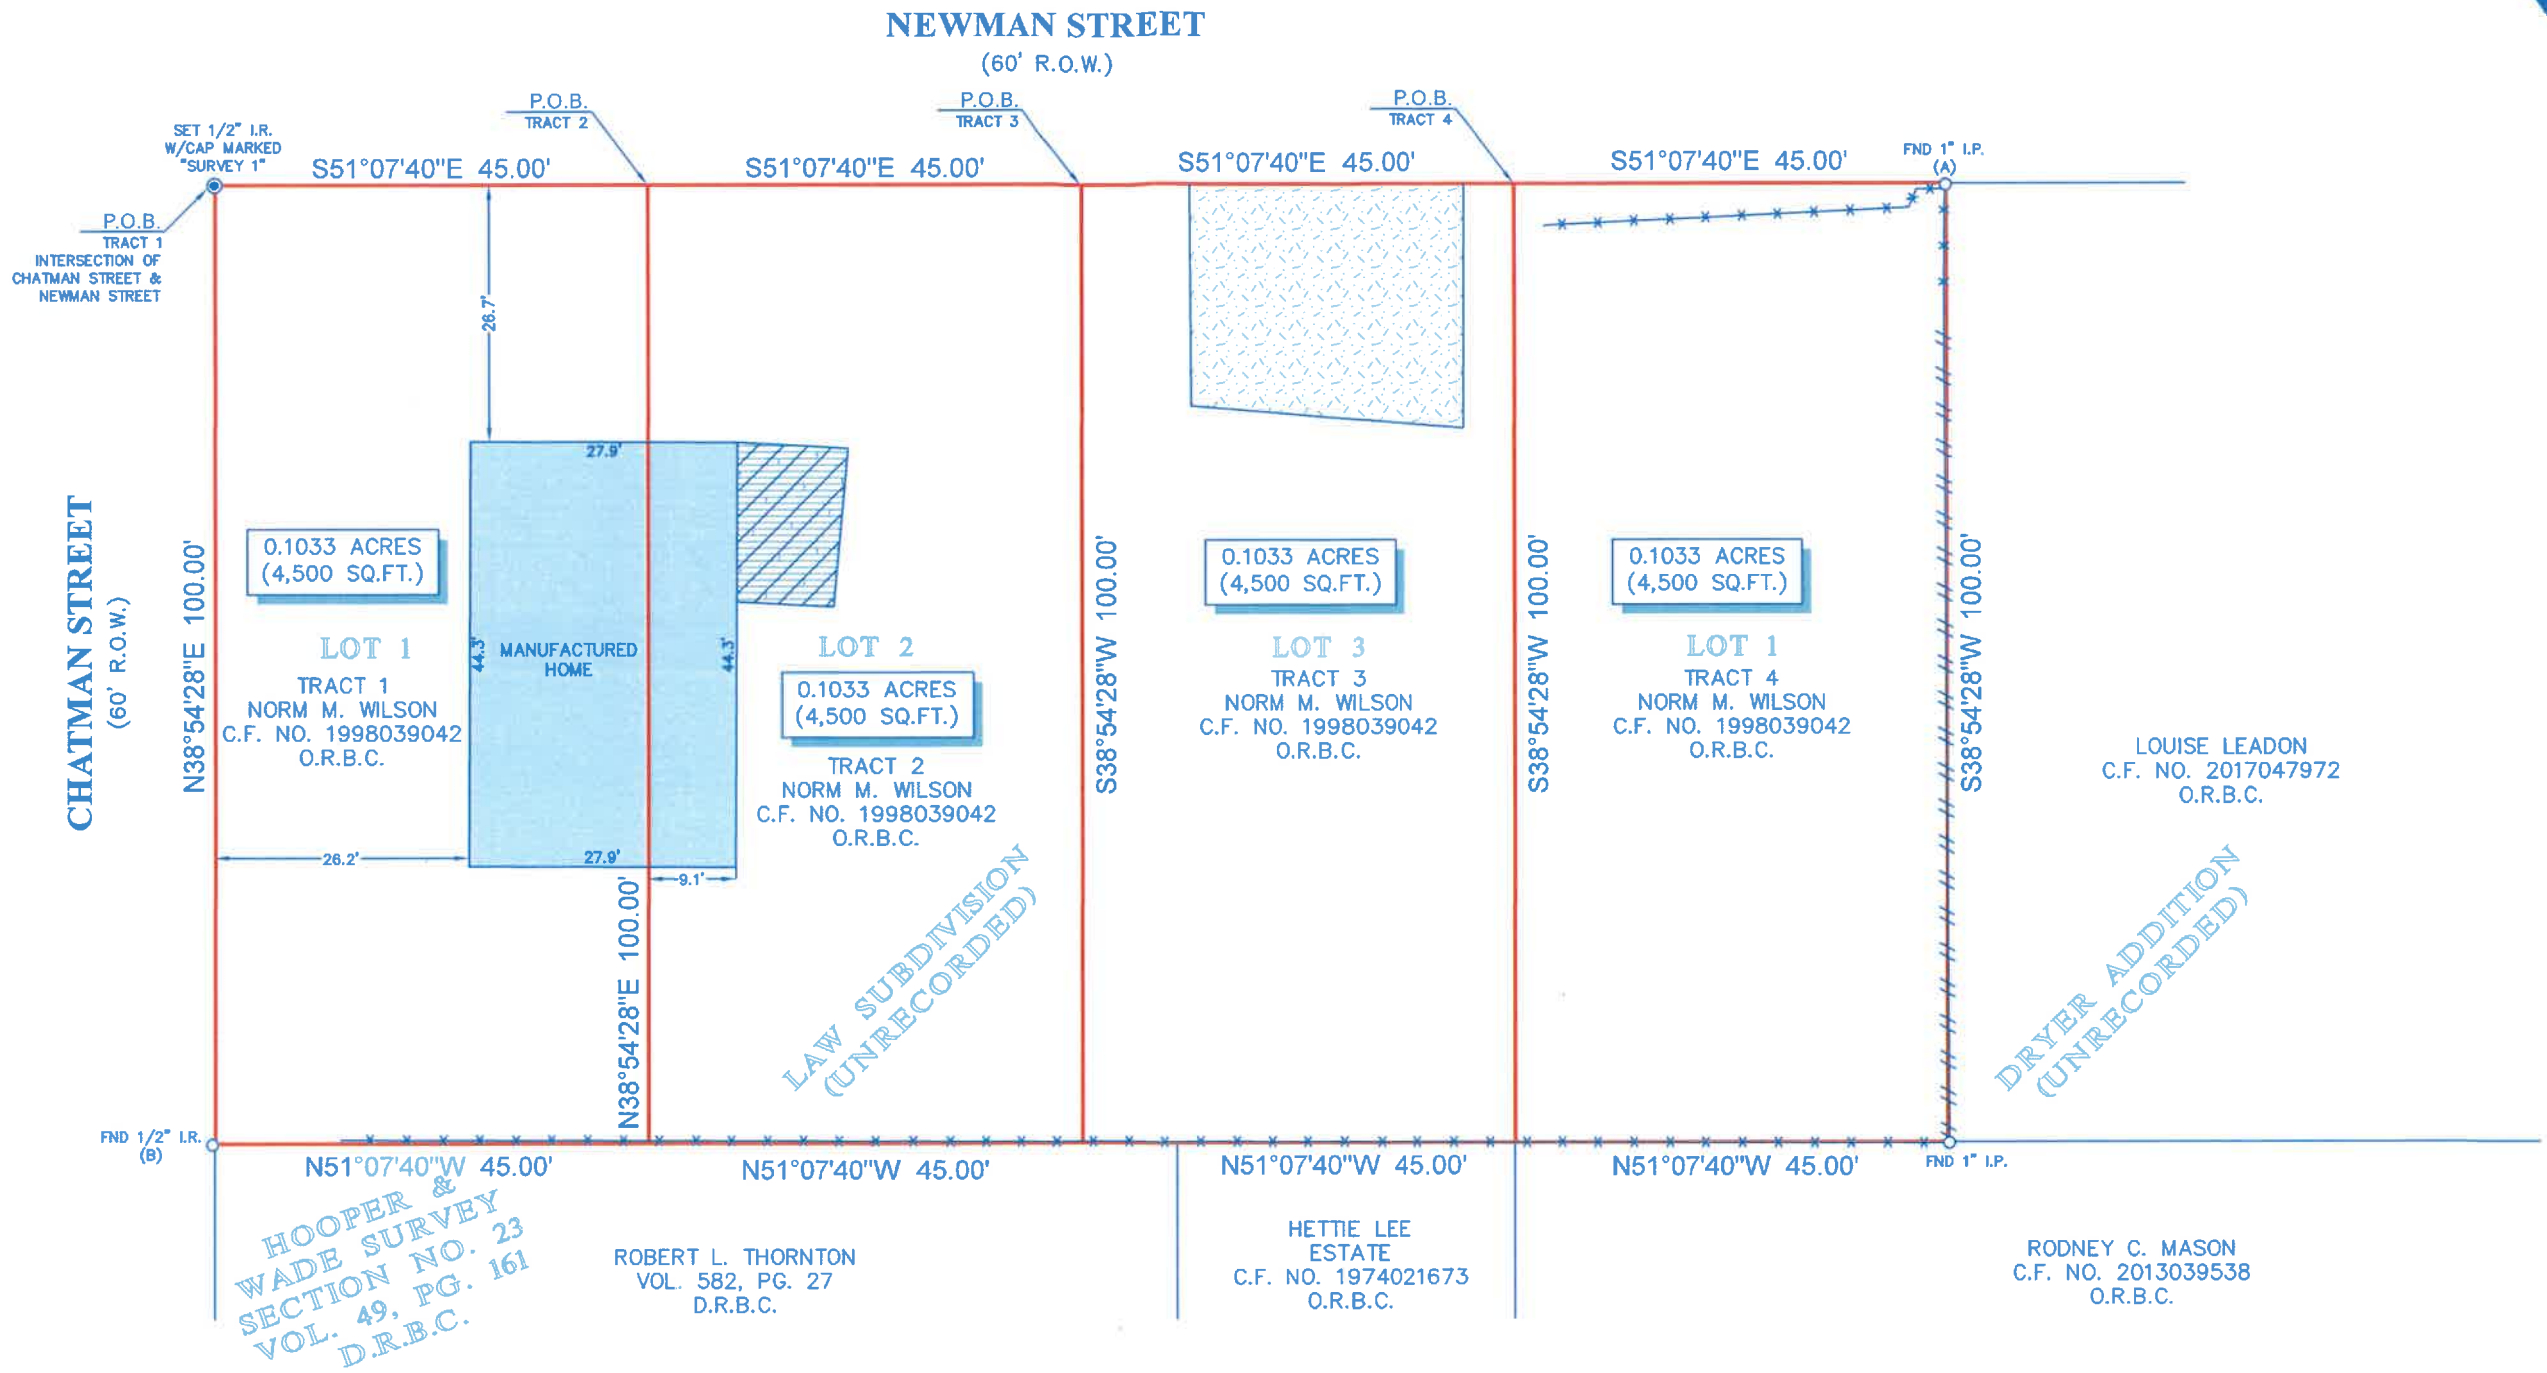 NEWMAN STREET
(60' R.O.W.)
P.O.B.
TRACT 2
P.O.B.
TRACT 3
P.O.B.
TRACT 4
SET 1/2" I.R.
W/CAP MARKED
"SURVEY 1"
S51°07'40"E 45.00'
S51°07'40"E 45.00'
S51°07'40"E 45.00'
S51°07'40"E 45.00'
FND 1" I.P.
(A)
P.O.B.
TRACT 1
INTERSECTION OF
CHATMAN STREET &
NEWMAN STREET
26.7'
CHATMAN STREET
(60' R.O.W.)
N38°54'28"E 100.00'
0.1033 ACRES
(4,500 SQ.FT.)
LOT 1
TRACT 1
NORM M. WILSON
C.F. NO. 1998039042
O.R.B.C.
27.9'
44.3'
MANUFACTURED
HOME
44.3'
27.9'
26.2'
9.1'
N38°54'28"E 100.00'
LOT 2
0.1033 ACRES
(4,500 SQ.FT.)
TRACT 2
NORM M. WILSON
C.F. NO. 1998039042
O.R.B.C.
LAW SUBDIVISION
(UNRECORDED)
S38°54'28"W 100.00'
0.1033 ACRES
(4,500 SQ.FT.)
LOT 3
TRACT 3
NORM M. WILSON
C.F. NO. 1998039042
O.R.B.C.
S38°54'28"W 100.00'
0.1033 ACRES
(4,500 SQ.FT.)
LOT 1
TRACT 4
NORM M. WILSON
C.F. NO. 1998039042
O.R.B.C.
S38°54'28"W 100.00'
LOUISE LEADON
C.F. NO. 2017047972
O.R.B.C.
DRYER ADDITION
(UNRECORDED)
FND 1/2" I.R.
(B)
N51°07'40"W 45.00'
N51°07'40"W 45.00'
N51°07'40"W 45.00'
N51°07'40"W 45.00'
FND 1" I.P.
HOOPER &
WADE SURVEY
SECTION NO. 23
VOL. 49, PG. 161
D.R.B.C.
ROBERT L. THORNTON
VOL. 582, PG. 27
D.R.B.C.
HETTIE LEE
ESTATE
C.F. NO. 1974021673
O.R.B.C.
RODNEY C. MASON
C.F. NO. 2013039538
O.R.B.C.